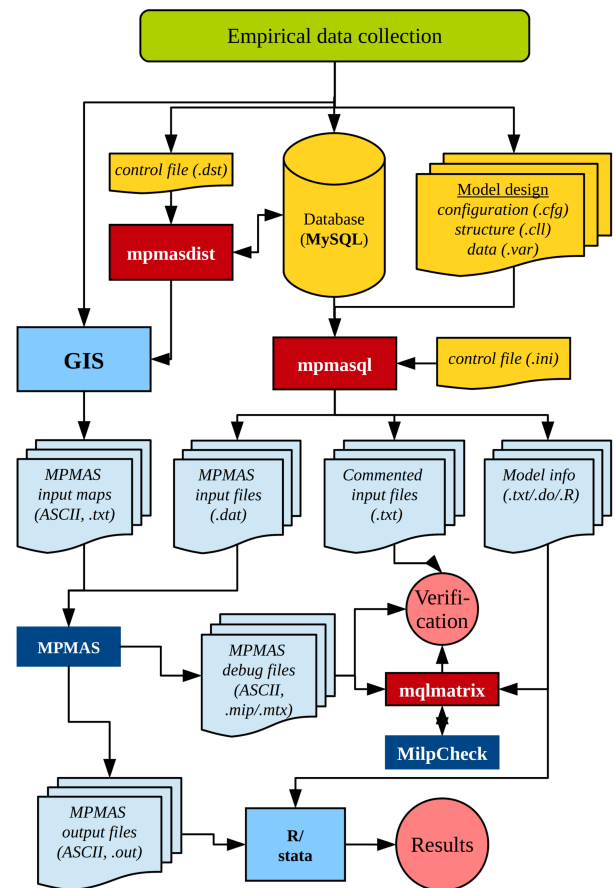 Empirical data collection
control file (.dst)
Database
(MySQL)
Model design
configuration (.cfg)
structure (.cll)
data (.var)
mpmasdist
GIS
mpmasql
control file (.ini)
MPMAS
input maps
(ASCII, .txt)
MPMAS
input files
(.dat)
Commented
input files
(.txt)
Model info
(.txt/.do/.R)
Verifi-
cation
MPMAS
MPMAS
debug files
(ASCII,
.mip/.mtx)
mqlmatrix
MilpCheck
MPMAS
output files
(ASCII, .out)
R/
stata
Results